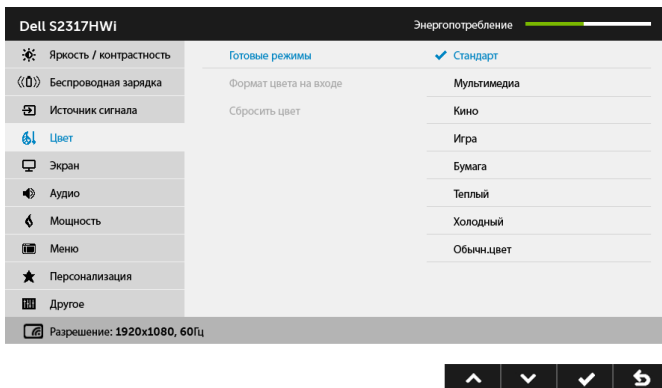 Dell S2317HWi
Энергопотребление
Яркость / контрастность
Готовые режимы
Стандарт
Беспроводная зарядка
Формат цвета на входе
Мультимедиа
Источник сигнала
Сбросить цвет
Кино
Цвет
Игра
Экран
Бумага
Аудио
Теплый
Мощность
Холодный
Меню
Обычн.цвет
Персонализация
Другое
Разрешение: 1920x1080, 60Гц